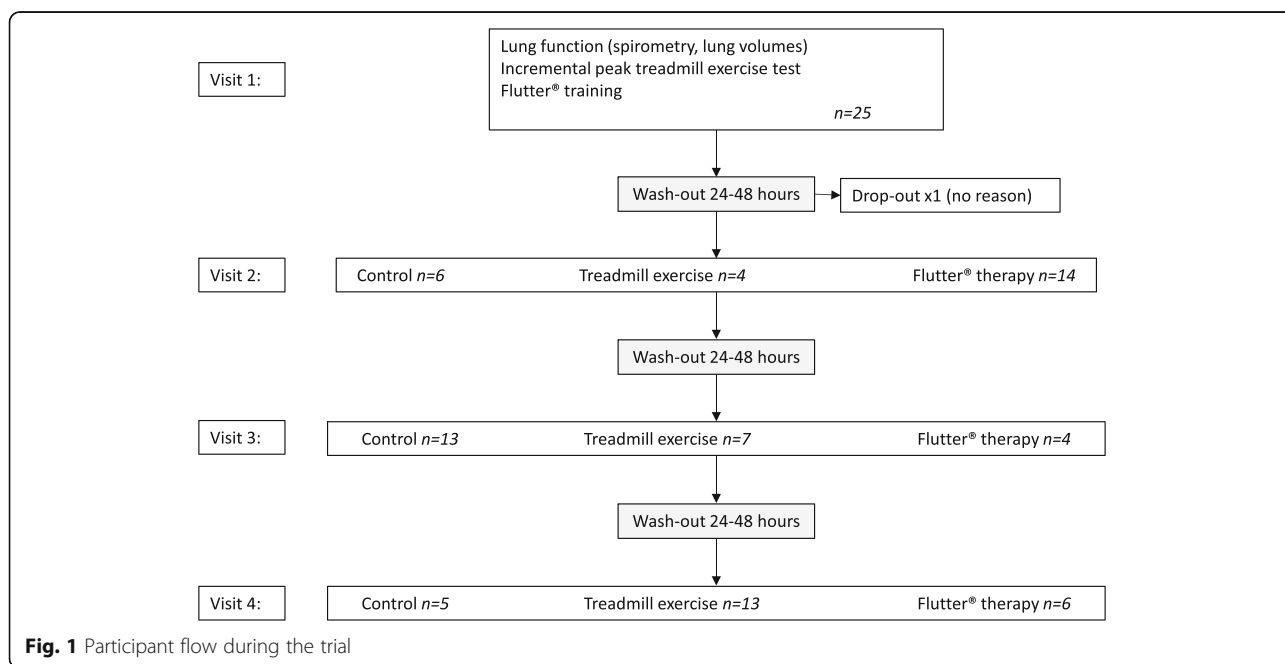 Visit 1:
Lung function (spirometry, lung volumes)
Incremental peak treadmill exercise test
Flutter® training
n=25
Wash-out 24-48 hours
Drop-out x1 (no reason)
Visit 2:
Control n=6 Treadmill exercise n=4 Flutter® therapy n=14
Wash-out 24-48 hours
Visit 3:
Control n=13 Treadmill exercise n=7 Flutter® therapy n=4
Wash-out 24-48 hours
Visit 4:
Control n=5 Treadmill exercise n=13 Flutter® therapy n=6
Fig. 1 Participant flow during the trial